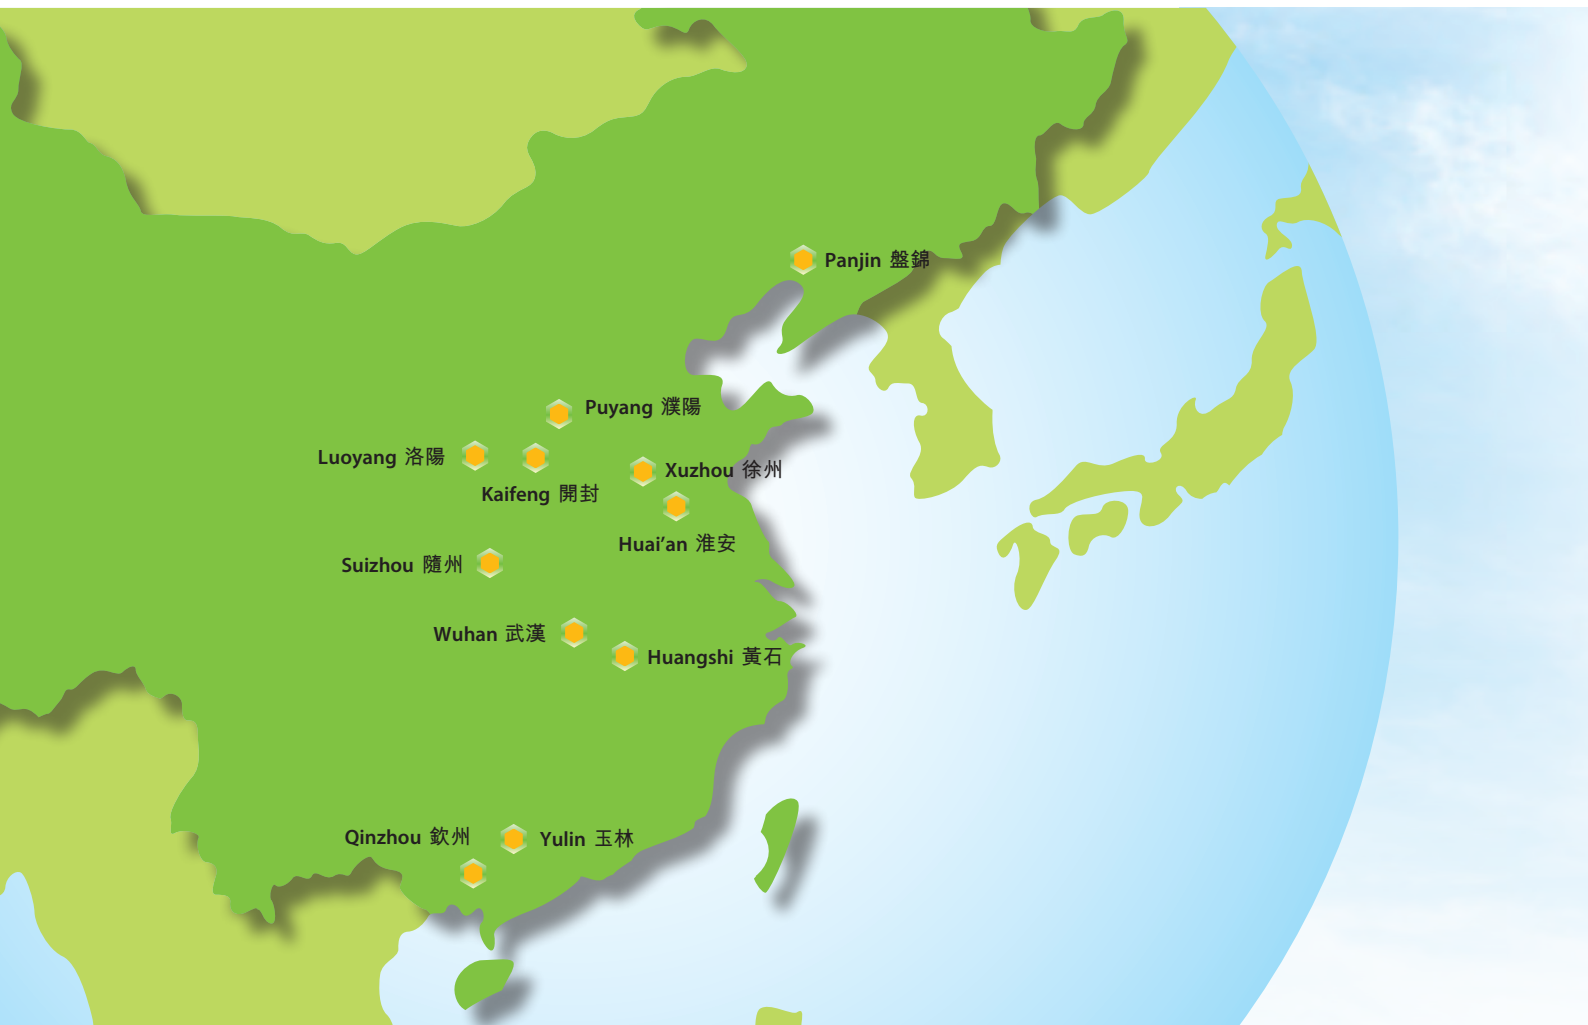 Panjin 盤錦
Puyang 濮陽
Luoyang 洛陽
Xuzhou 徐州
Kaifeng 開封
Huai’an 淮安
Suizhou 隨州
Wuhan 武漢
Huangshi 黃石
Qinzhou 欽州
Yulin 玉林